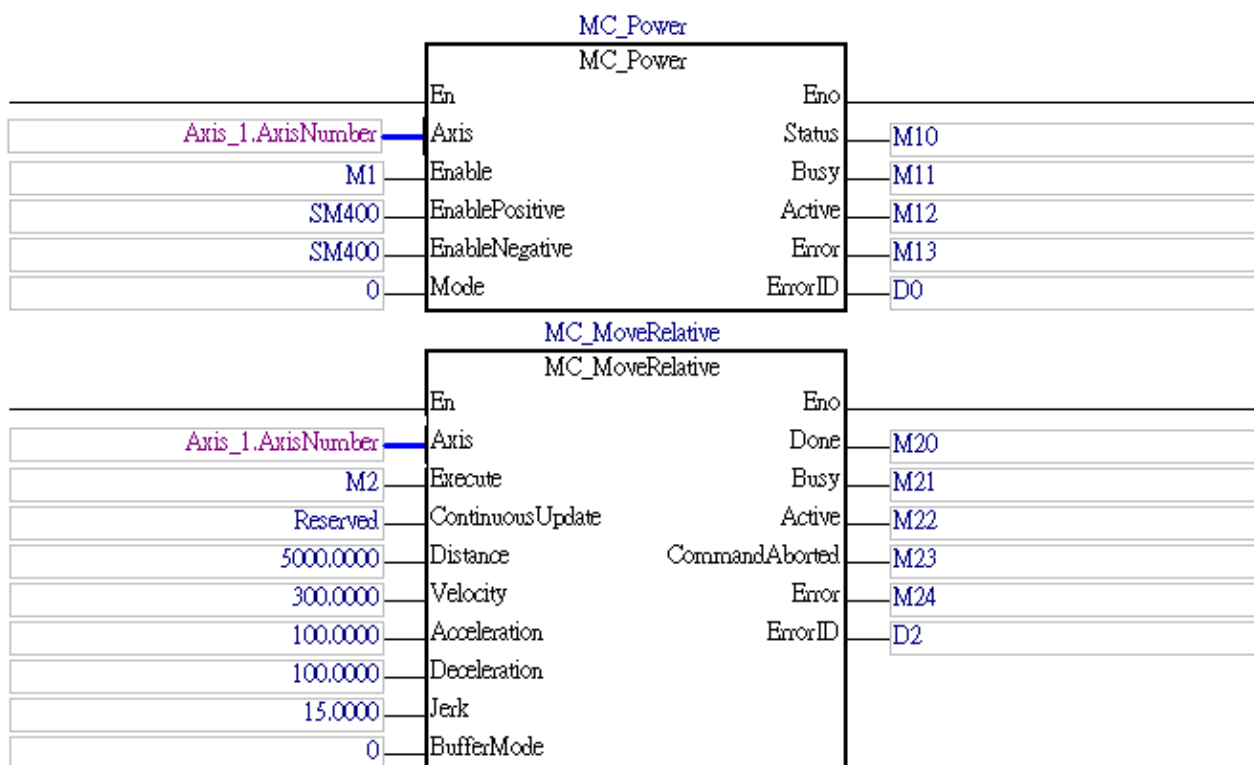 MC_Power
MC_Power
En Eno
Axis_1.AxisNumber Axis Status M10
M1 Enable Busy M11
SM400 EnablePositive Active M12
SM400 EnableNegative Error M13
0 Mode ErrorID D0
MC_MoveRelative
MC_MoveRelative
En Eno
Axis_1.AxisNumber Axis Done M20
M2 Execute Busy M21
Reserved ContinuousUpdate Active M22
5000.0000 Distance CommandAborted M23
300.0000 Velocity Error M24
100.0000 Acceleration ErrorID D2
100.0000 Deceleration
15.0000 Jerk
0 BufferMode